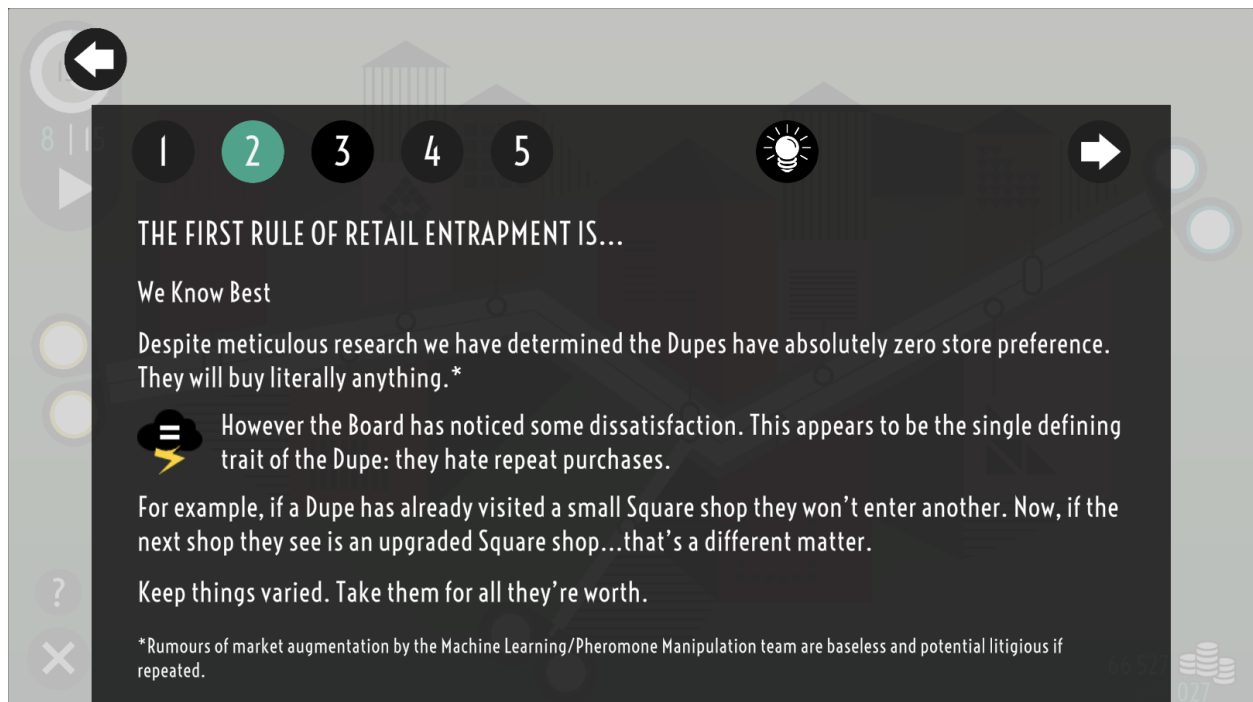 8 | 15
1 2 3 4 5
THE FIRST RULE OF RETAIL ENTRAPMENT IS...
We Know Best
Despite meticulous research we have determined the Dupes have absolutely zero store preference.
They will buy literally anything.*
However the Board has noticed some dissatisfaction. This appears to be the single defining
trait of the Dupe: they hate repeat purchases.
For example, if a Dupe has already visited a small Square shop they won't enter another. Now, if the
next shop they see is an upgraded Square shop...that's a different matter.
Keep things varied. Take them for all they're worth.
*Rumours of market augmentation by the Machine Learning/Pheromone Manipulation team are baseless and potential litigious if
repeated.
?